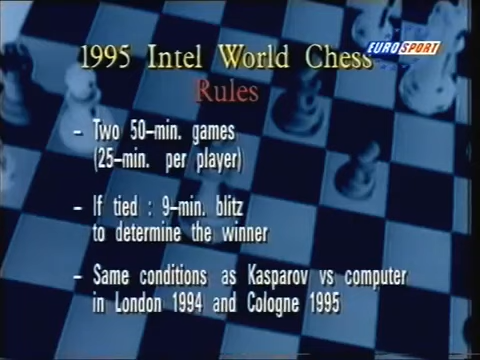 EUROSPORT
1995 Intel World Chess
Rules
- Two 50-min. games
(25-min. per player)
- If tied : 9-min. blitz
to determine the winner
- Same conditions as Kasparov vs computer
in London 1994 and Cologne 1995